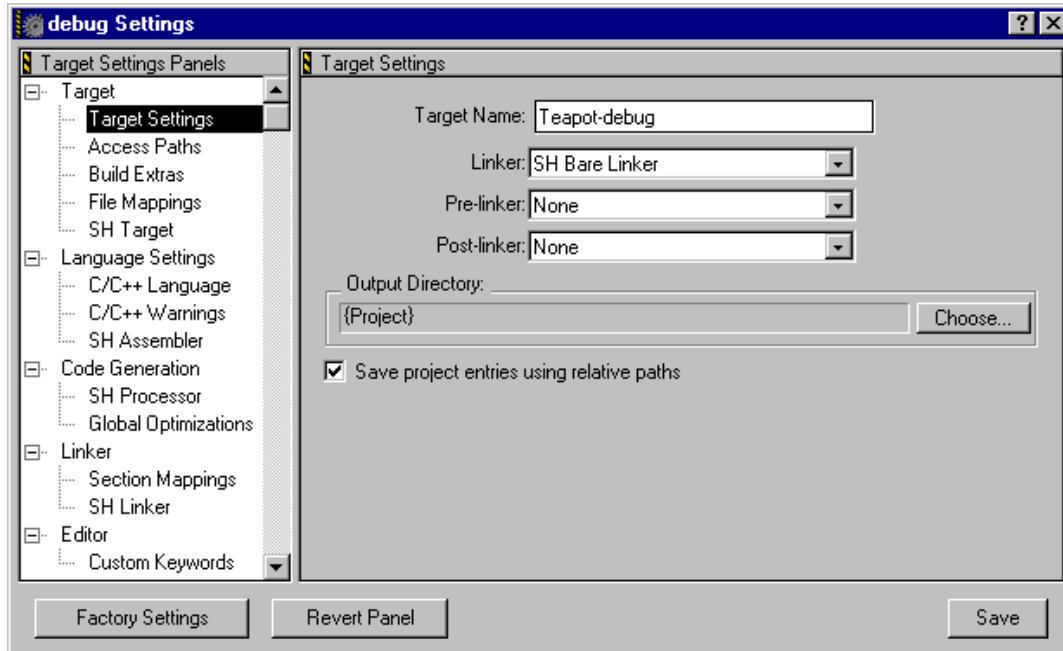 debug Settings
Target Settings Panels
Target
Target Settings
Access Paths
Build Extras
File Mappings
SH Target
Language Settings
C/C++ Language
C/C++ Warnings
SH Assembler
Code Generation
SH Processor
Global Optimizations
Linker
Section Mappings
SH Linker
Editor
Custom Keywords
Target Settings
Target Name: Teapot-debug
Linker: SH Bare Linker
Pre-linker: None
Post-linker: None
Output Directory:
{Project} Choose...
Save project entries using relative paths
Factory Settings Revert Panel Save